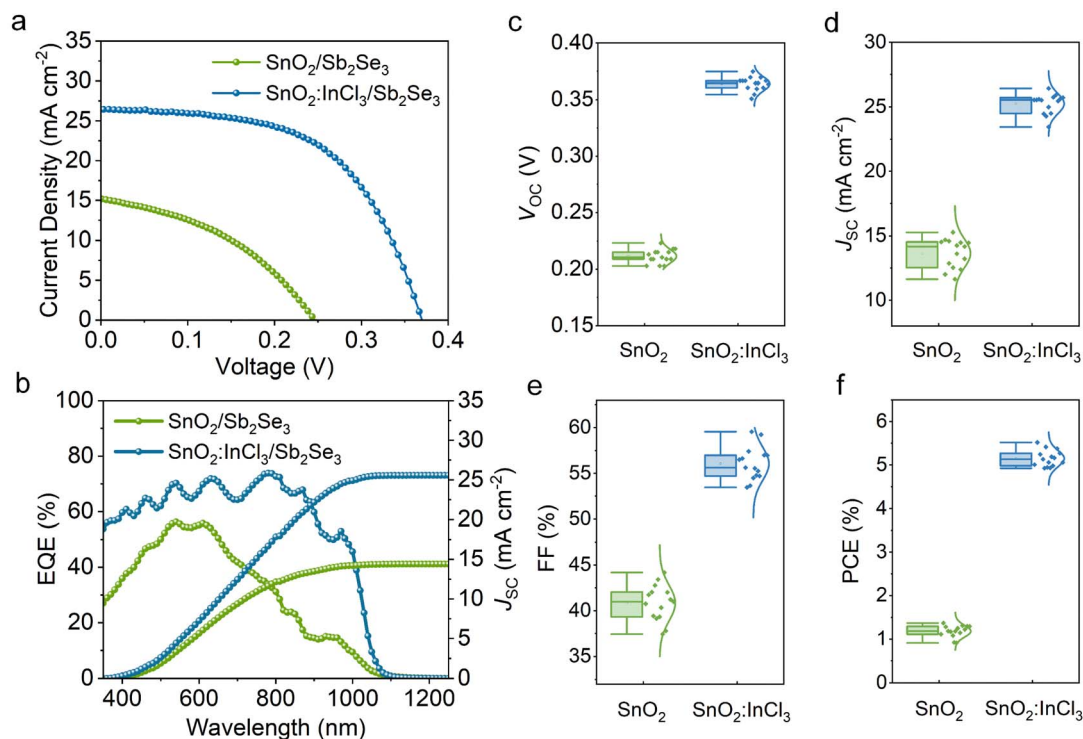 a
SnO₂/Sb₂Se₃
SnO₂:InCl₃/Sb₂Se₃
35
30
25
20
15
10
5
0
Current Density (mA cm⁻²)
0.0 0.1 0.2 0.3 0.4
Voltage (V)
b
SnO₂/Sb₂Se₃
SnO₂:InCl₃/Sb₂Se₃
100
80
60
40
20
0
EQE (%)
35
30
25
20
15
10
5
0
J_SC (mA cm⁻²)
400 600 800 1000 1200
Wavelength (nm)
c
0.40
0.35
0.30
0.25
0.20
0.15
V_OC (V)
SnO₂ SnO₂:InCl₃
d
30
25
20
15
10
J_SC (mA cm⁻²)
SnO₂ SnO₂:InCl₃
e
60
55
50
45
40
35
FF (%)
SnO₂ SnO₂:InCl₃
f
6
5
4
3
2
1
0
PCE (%)
SnO₂ SnO₂:InCl₃